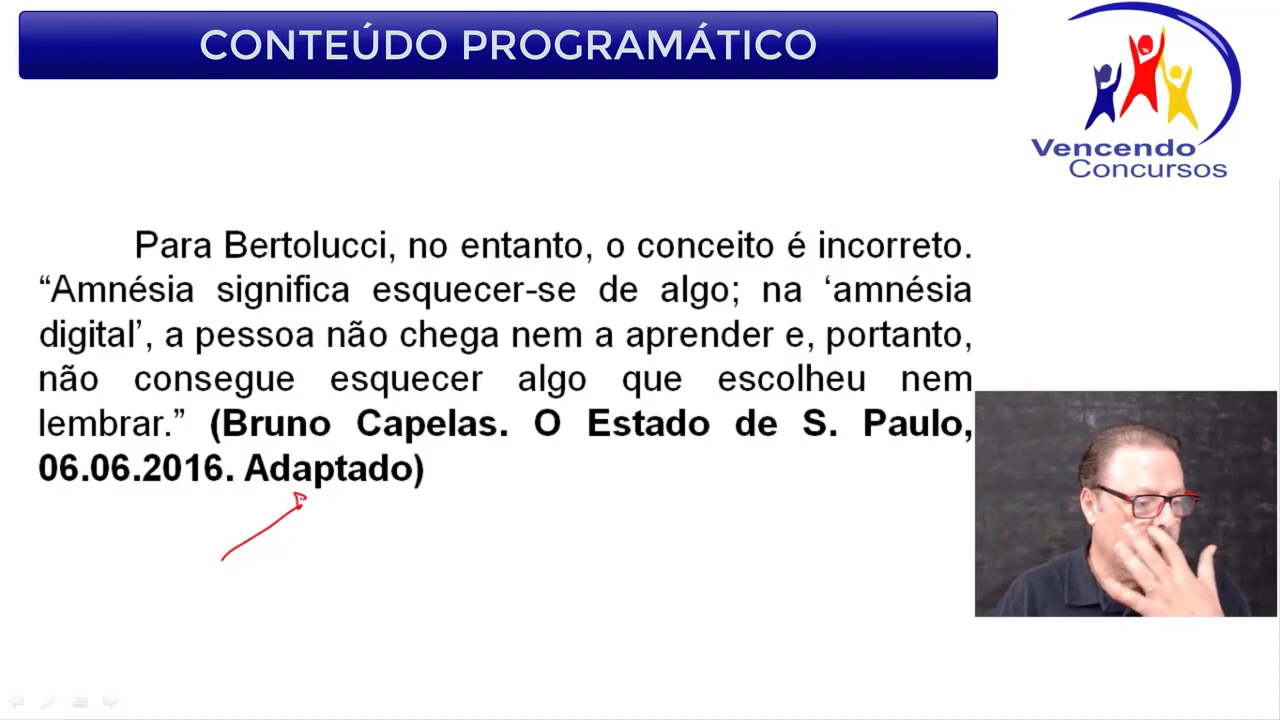 CONTEÚDO PROGRAMÁTICO
Vencendo
Concursos
Para Bertolucci, no entanto, o conceito é incorreto.
“Amnésia significa esquecer-se de algo; na ‘amnésia
digital’, a pessoa não chega nem a aprender e, portanto,
não consegue esquecer algo que escolheu nem
lembrar.” (Bruno Capelas. O Estado de S. Paulo,
06.06.2016. Adaptado)